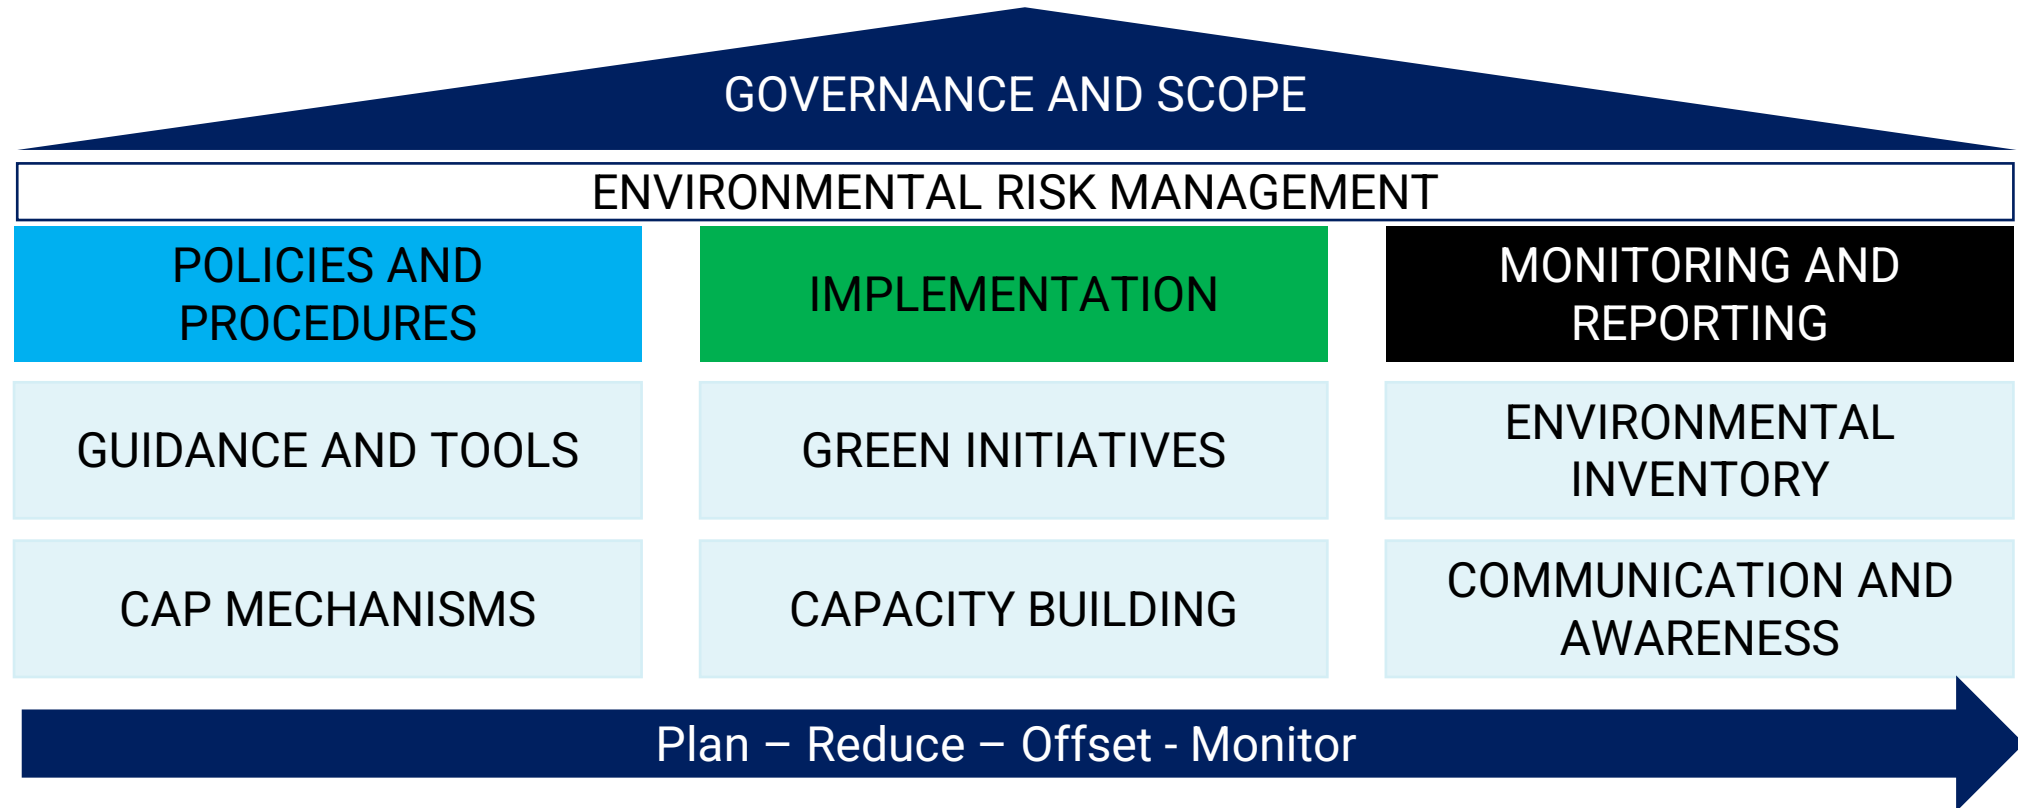 GOVERNANCE AND SCOPE
ENVIRONMENTAL RISK MANAGEMENT
POLICIES AND
PROCEDURES
IMPLEMENTATION
MONITORING AND
REPORTING
GUIDANCE AND TOOLS
GREEN INITIATIVES
ENVIRONMENTAL
INVENTORY
CAP MECHANISMS
CAPACITY BUILDING
COMMUNICATION AND
AWARENESS
Plan – Reduce – Offset - Monitor